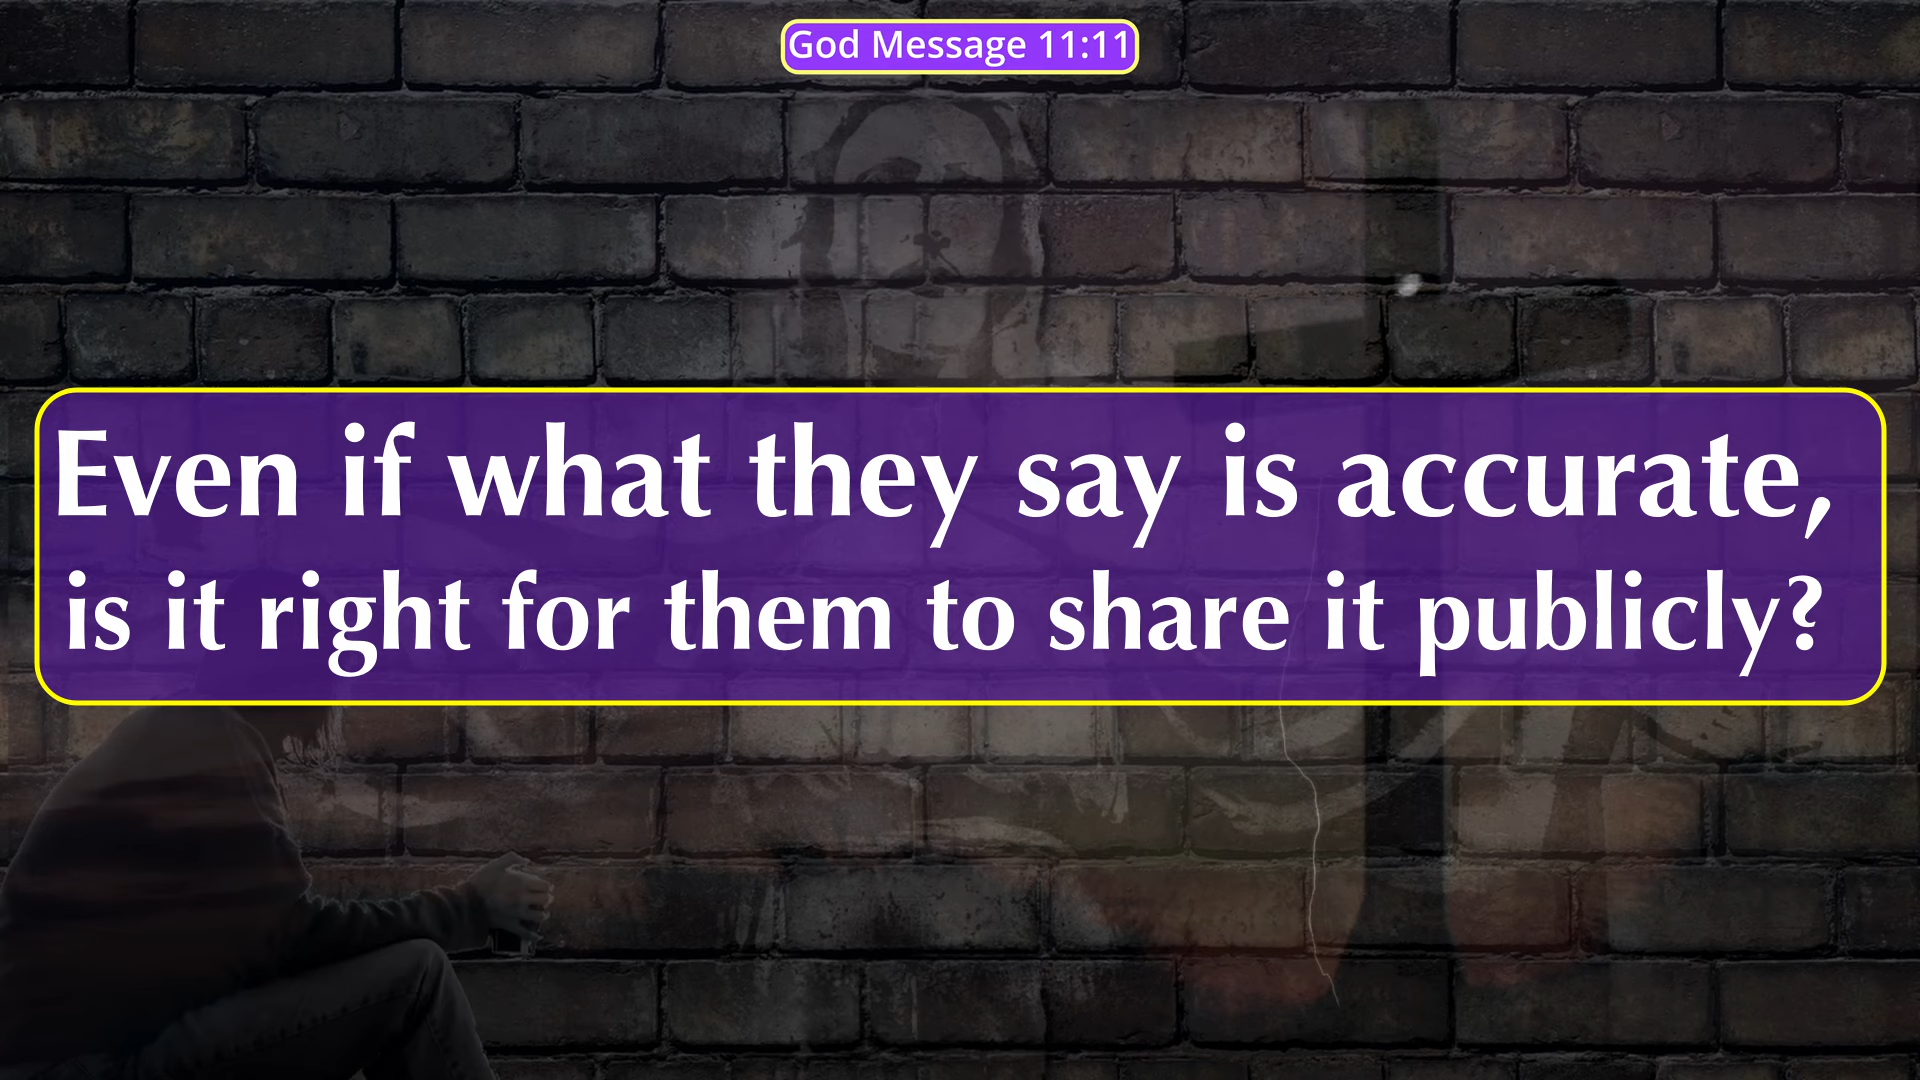 God Message 11:11
Even if what they say is accurate,
is it right for them to share it publicly?